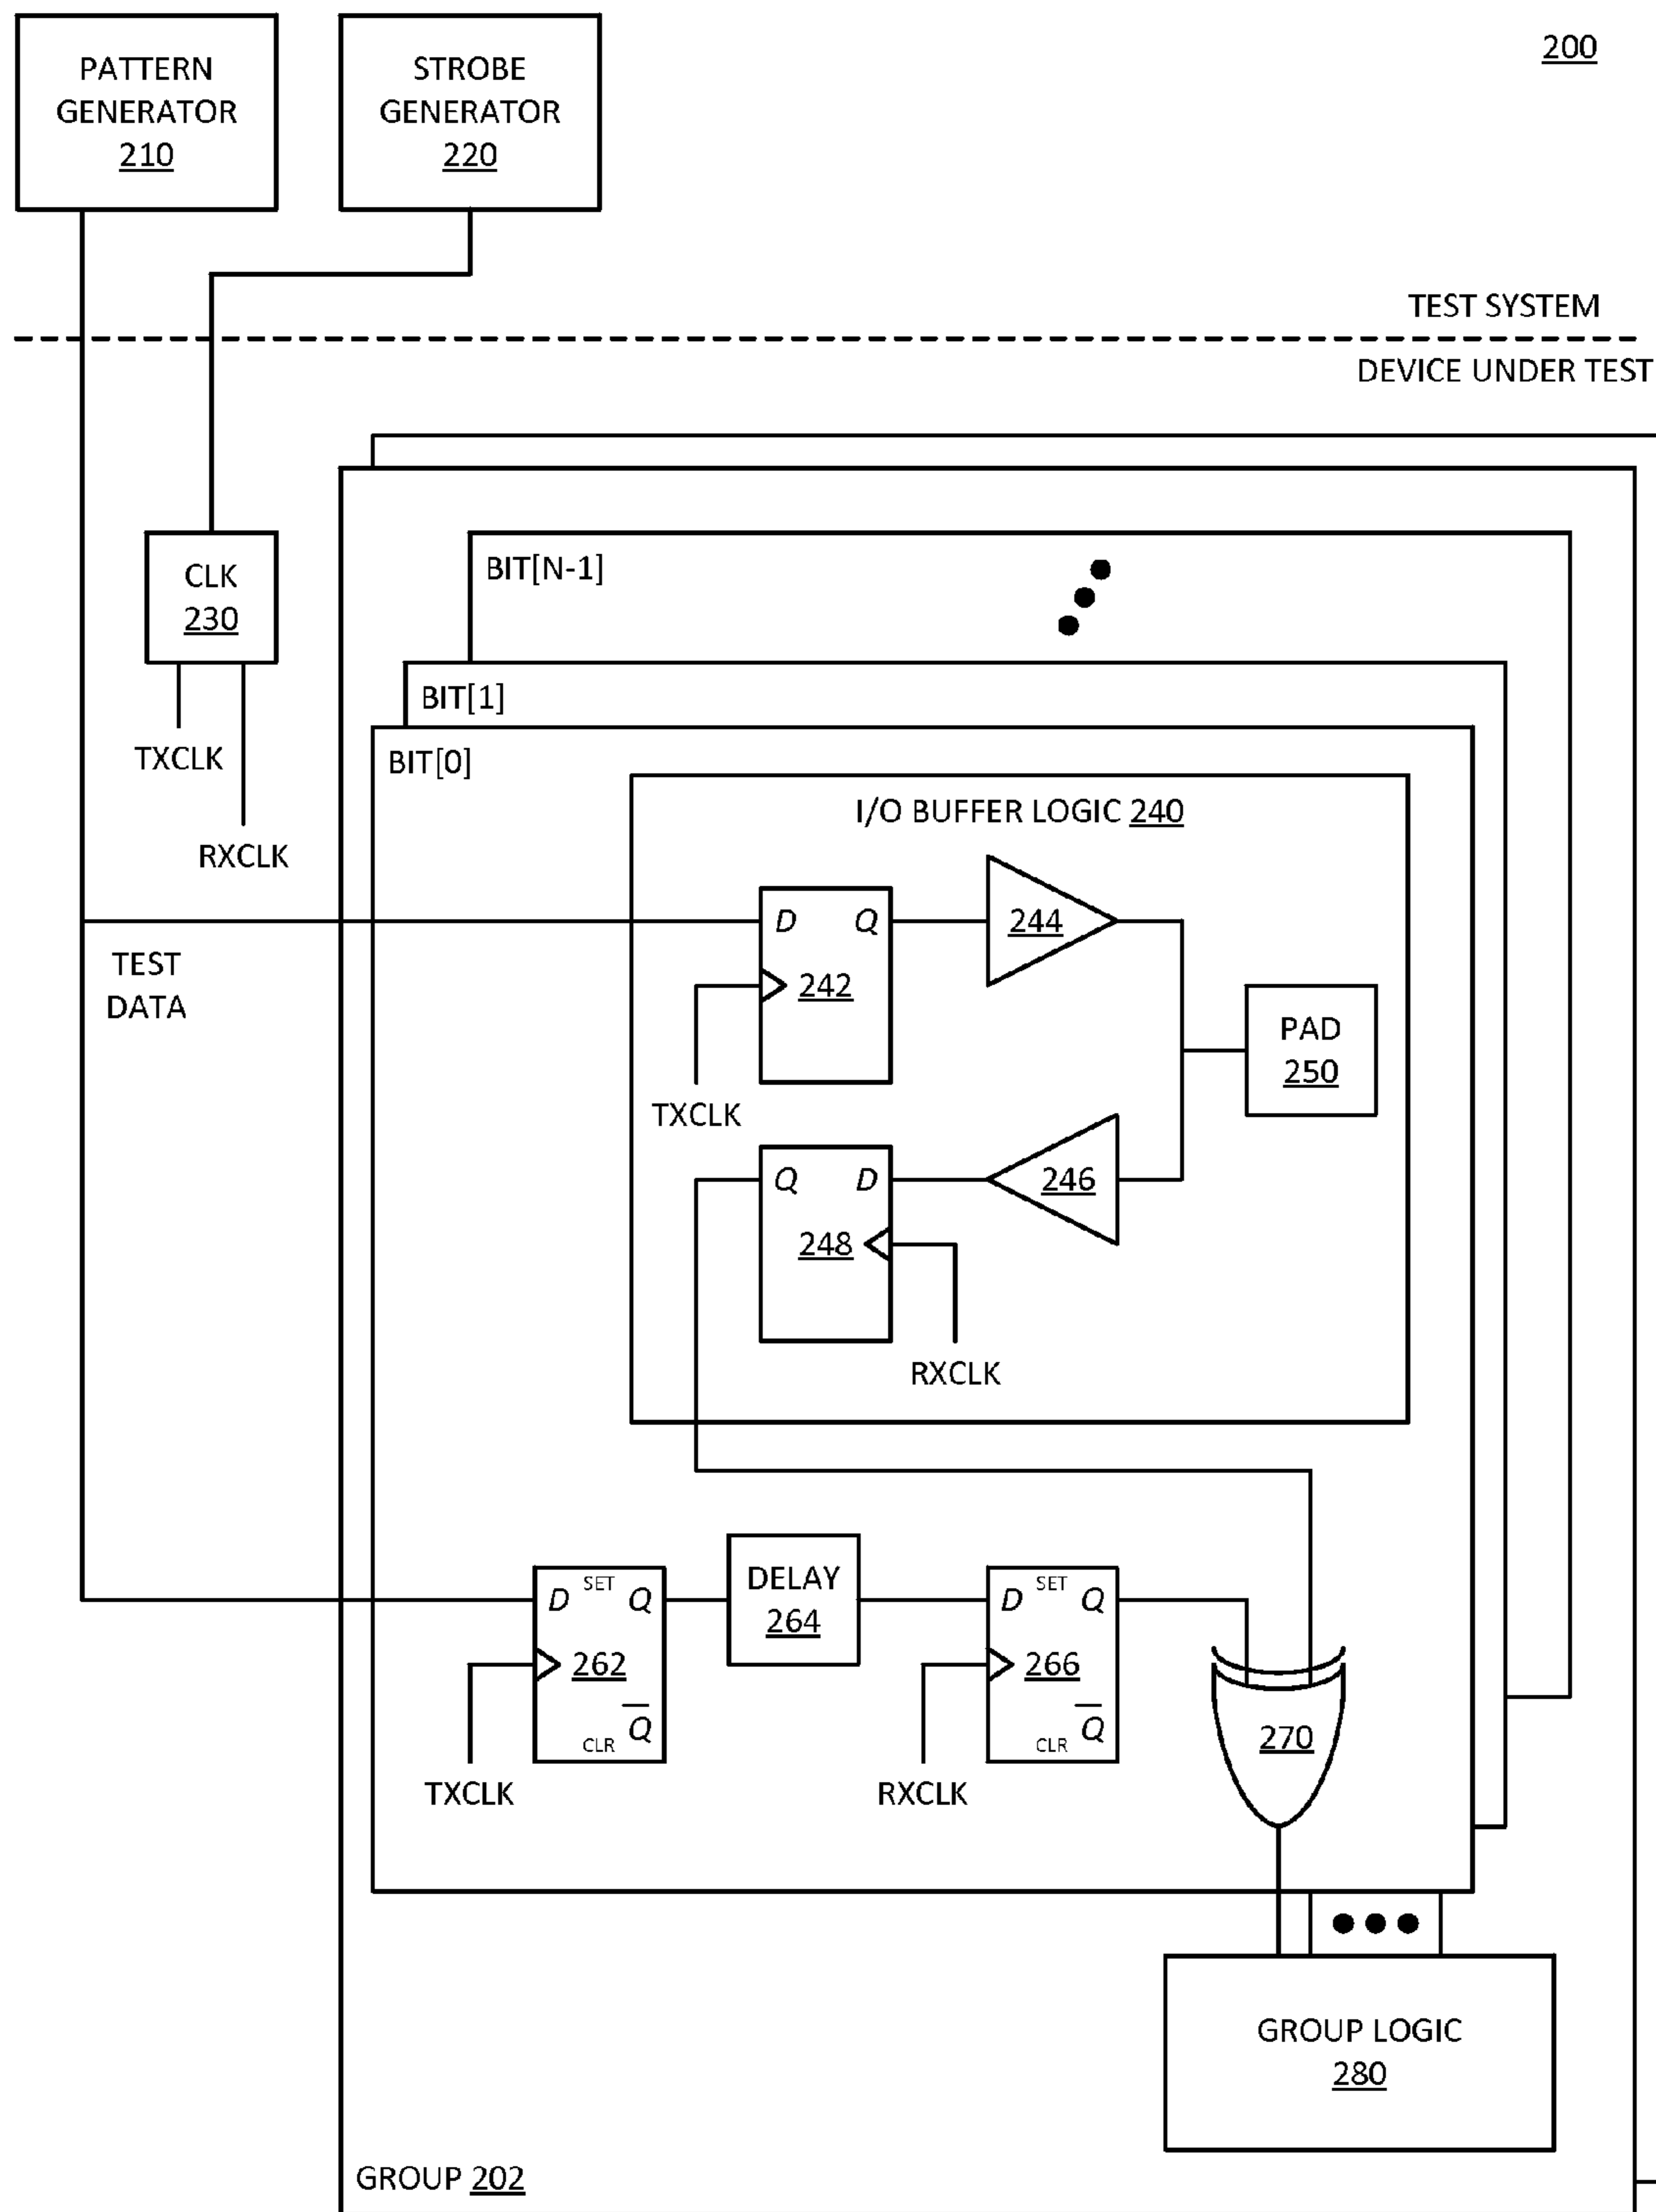 PATTERN
GENERATOR
210
STROBE
GENERATOR
220
200
TEST SYSTEM
DEVICE UNDER TEST
CLK
230
TXCLK
RXCLK
BIT[N-1]
BIT[1]
BIT[0]
I/O BUFFER LOGIC 240
D Q
242
TXCLK
244
PAD
250
TEST
DATA
Q D
248
246
RXCLK
D SET Q
262
CLR Q
TXCLK
DELAY
264
D SET Q
266
CLR Q
RXCLK
270
GROUP LOGIC
280
GROUP 202